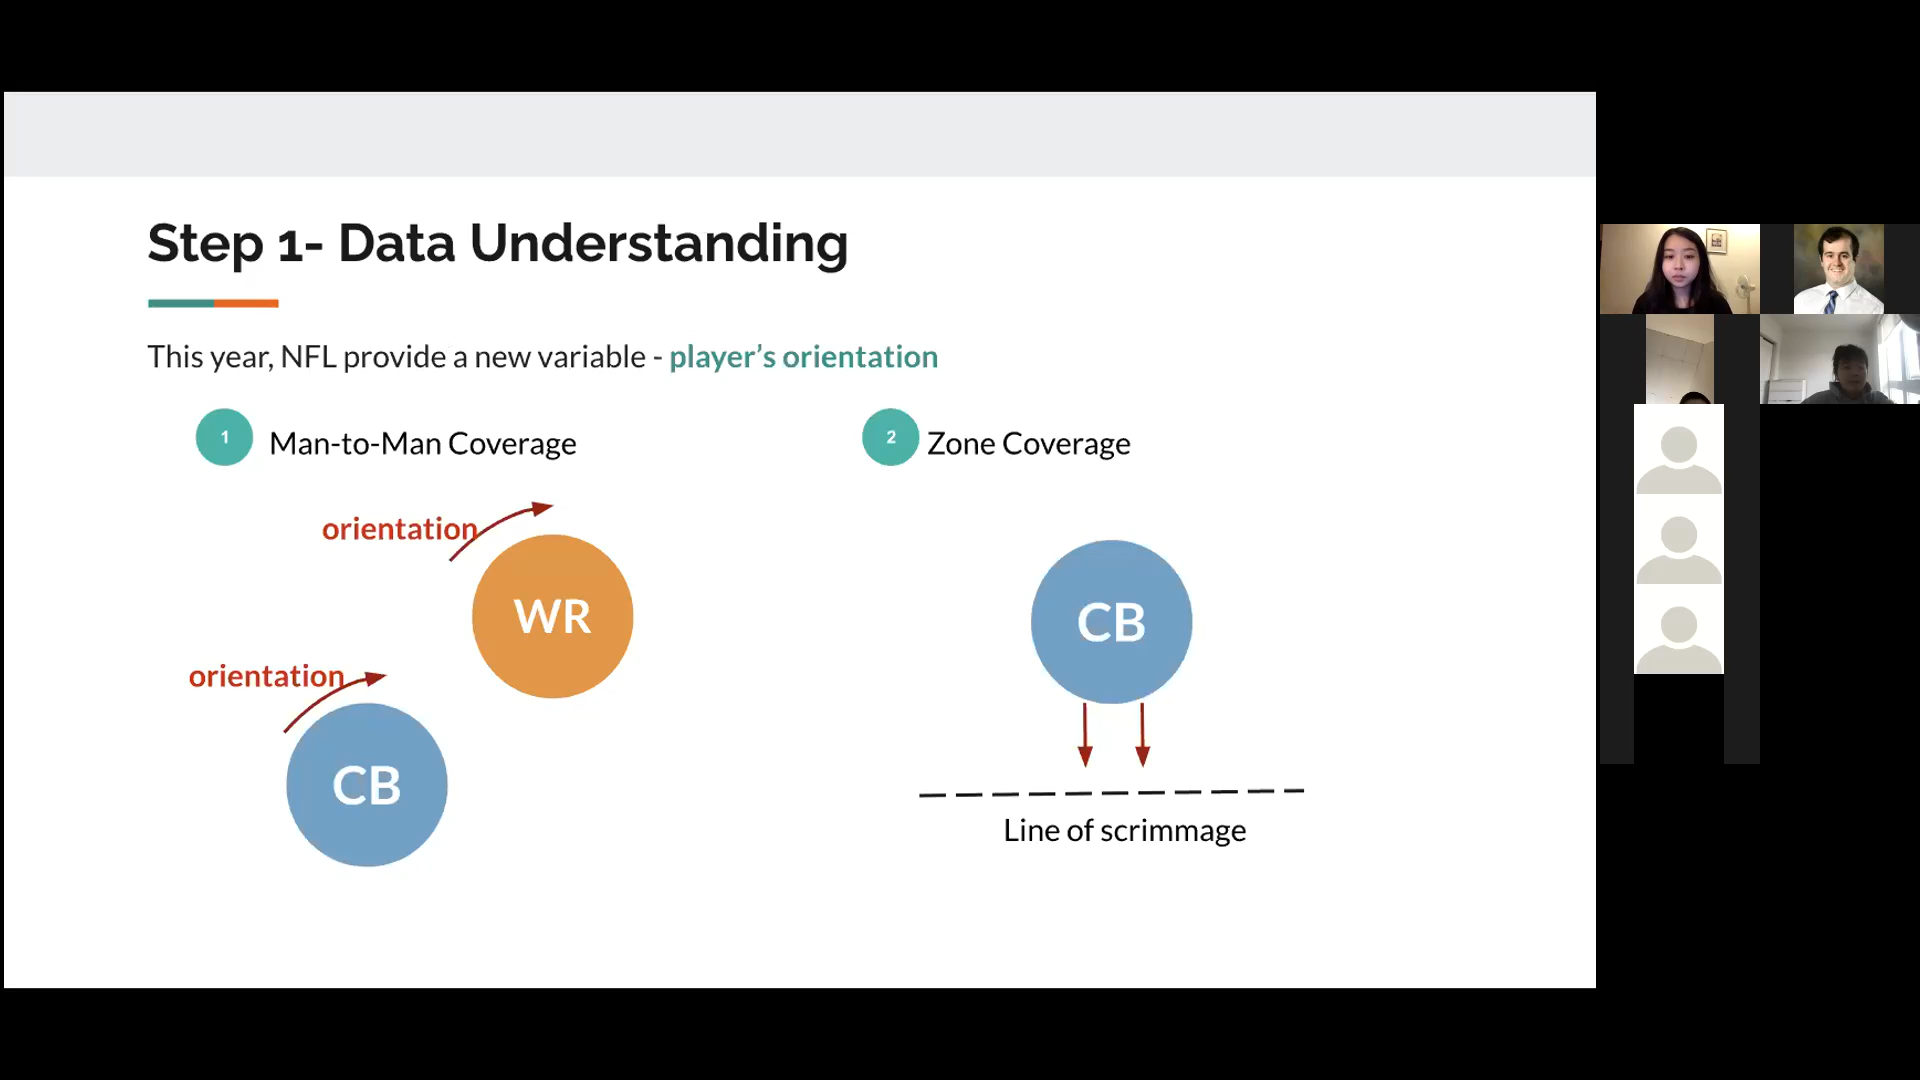 Step 1- Data Understanding
This year, NFL provide a new variable - player's orientation
1 Man-to-Man Coverage
2 Zone Coverage
orientation
WR
orientation
CB
CB
Line of scrimmage